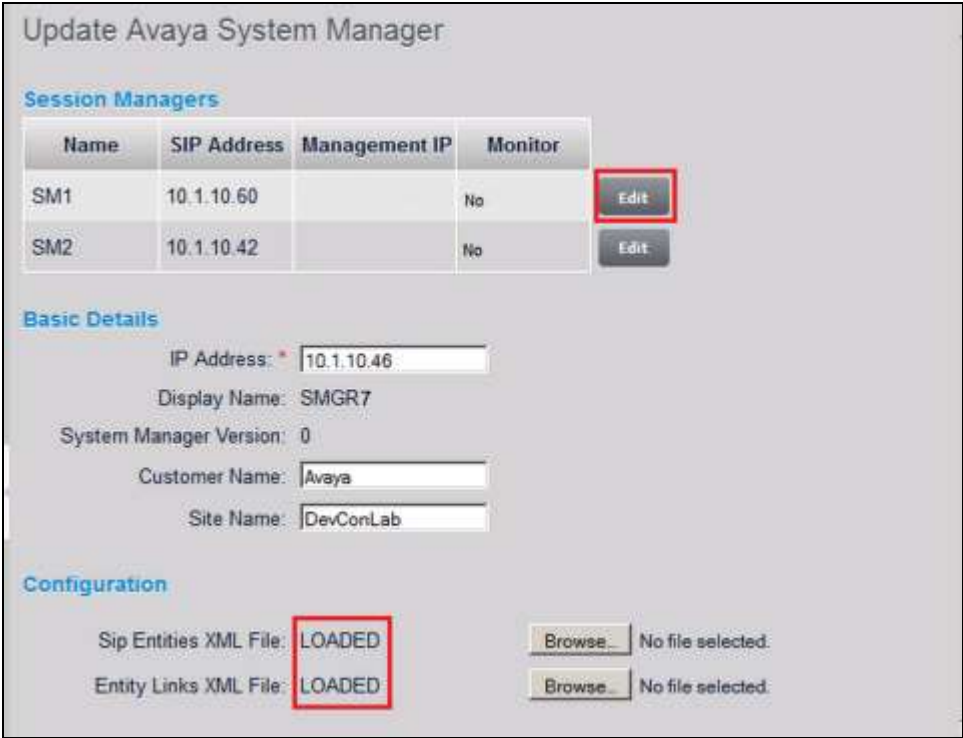 Update Avaya System Manager
Session Managers
Name SIP Address Management IP Monitor
SM1 10.1.10.60 No Edit
SM2 10.1.10.42 No Edit
Basic Details
IP Address: * 10.1.10.46
Display Name: SMGR7
System Manager Version: 0
Customer Name: Avaya
Site Name: DevConLab
Configuration
Sip Entities XML File: LOADED Browse... No file selected.
Entity Links XML File: LOADED Browse... No file selected.